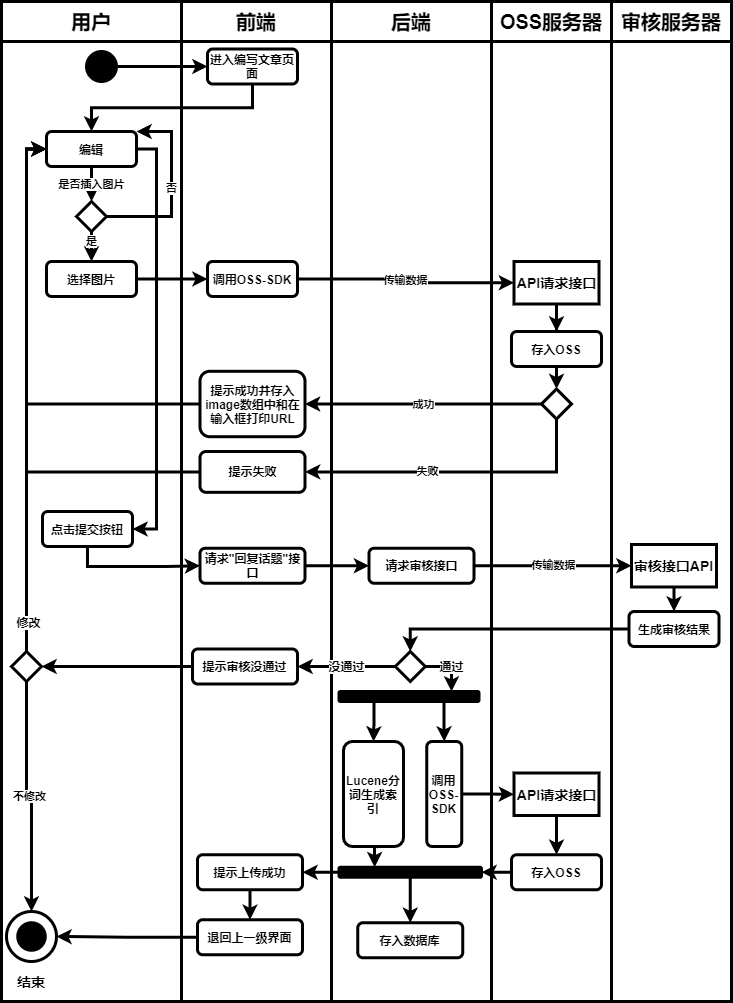 用户
前端
后端
OSS服务器
审核服务器
进入编写文章页
面
编辑
是否插入图片
否
是
选择图片
调用OSS-SDK
传输数据
API请求接口
存入OSS
提示成功并存入
image数组中和在
输入框打印URL
成功
提示失败
失败
点击提交按钮
请求"回复话题"接
口
请求审核接口
传输数据
审核接口API
修改
生成审核结果
提示审核没通过
没通过
通过
不修改
Lucene分
词生成索
引
调用
OSS-
SDK
API请求接口
提示上传成功
存入OSS
退回上一级界面
存入数据库
结束